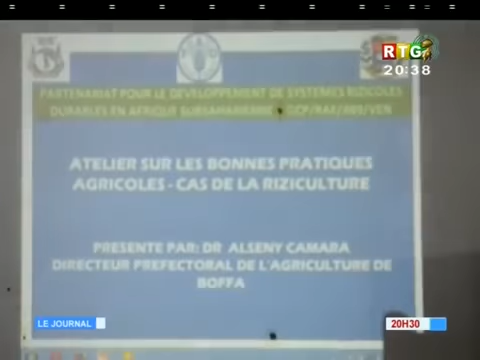 RTG
20:38
PARTENARIAT POUR LE DEVELOPPEMENT DE SYSTEMES RIZICOLES
DURABLES EN AFRIQUE SUBSAHARIENNE
ATELIER SUR LES BONNES PRATIQUES
AGRICOLES - CAS DE LA RIZICULTURE
PRESENTE PAR: DR ALSENY CAMARA
DIRECTEUR PREFECTORAL DE L'AGRICULTURE DE
BOFFA
LE JOURNAL
20H30